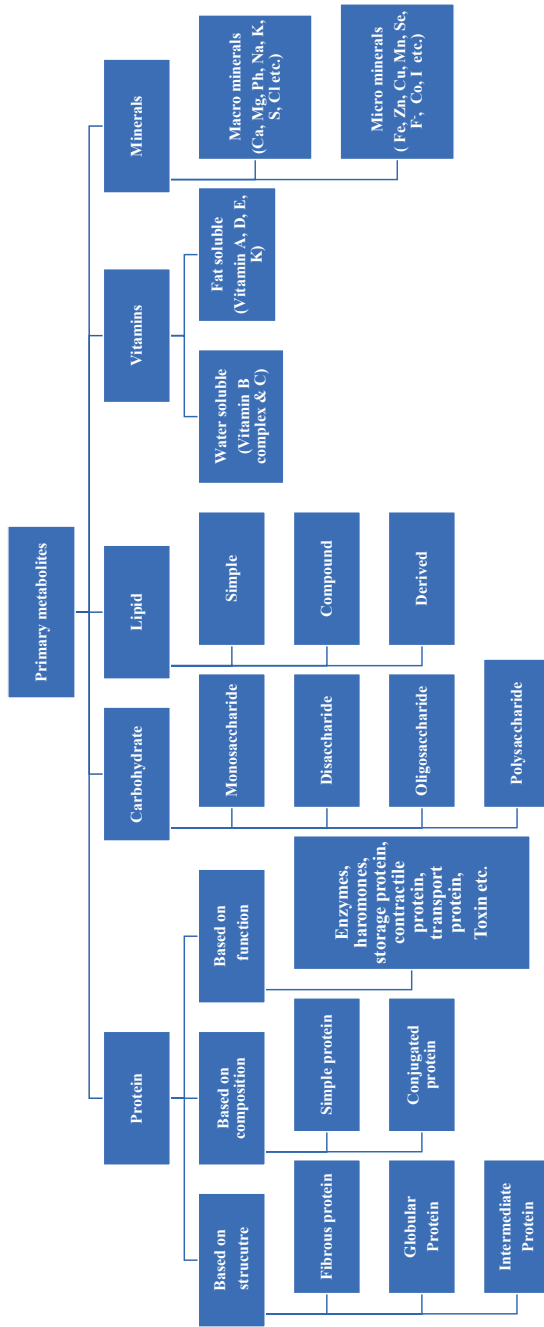 Primary metabolites
Protein
Carbohydrate
Lipid
Vitamins
Minerals
Based on
strucutre
Based on
composition
Based on
function
Fibrous protein
Globular
Protein
Intermediate
Protein
Simple protein
Conjugated
protein
Enzymes,
haromones,
storage protein,
contractile
protein,
transport
protein,
Toxin etc.
Monosaccharide
Disaccharide
Oligosaccharide
Polysaccharide
Simple
Compound
Derived
Water soluble
(Vitamin B
complex & C)
Fat soluble
(Vitamin A, D, E,
K)
Macro minerals
(Ca, Mg, Ph, Na, K,
S, Cl etc.)
Micro minerals
( Fe, Zn, Cu, Mn, Se,
F, Co, I etc.)